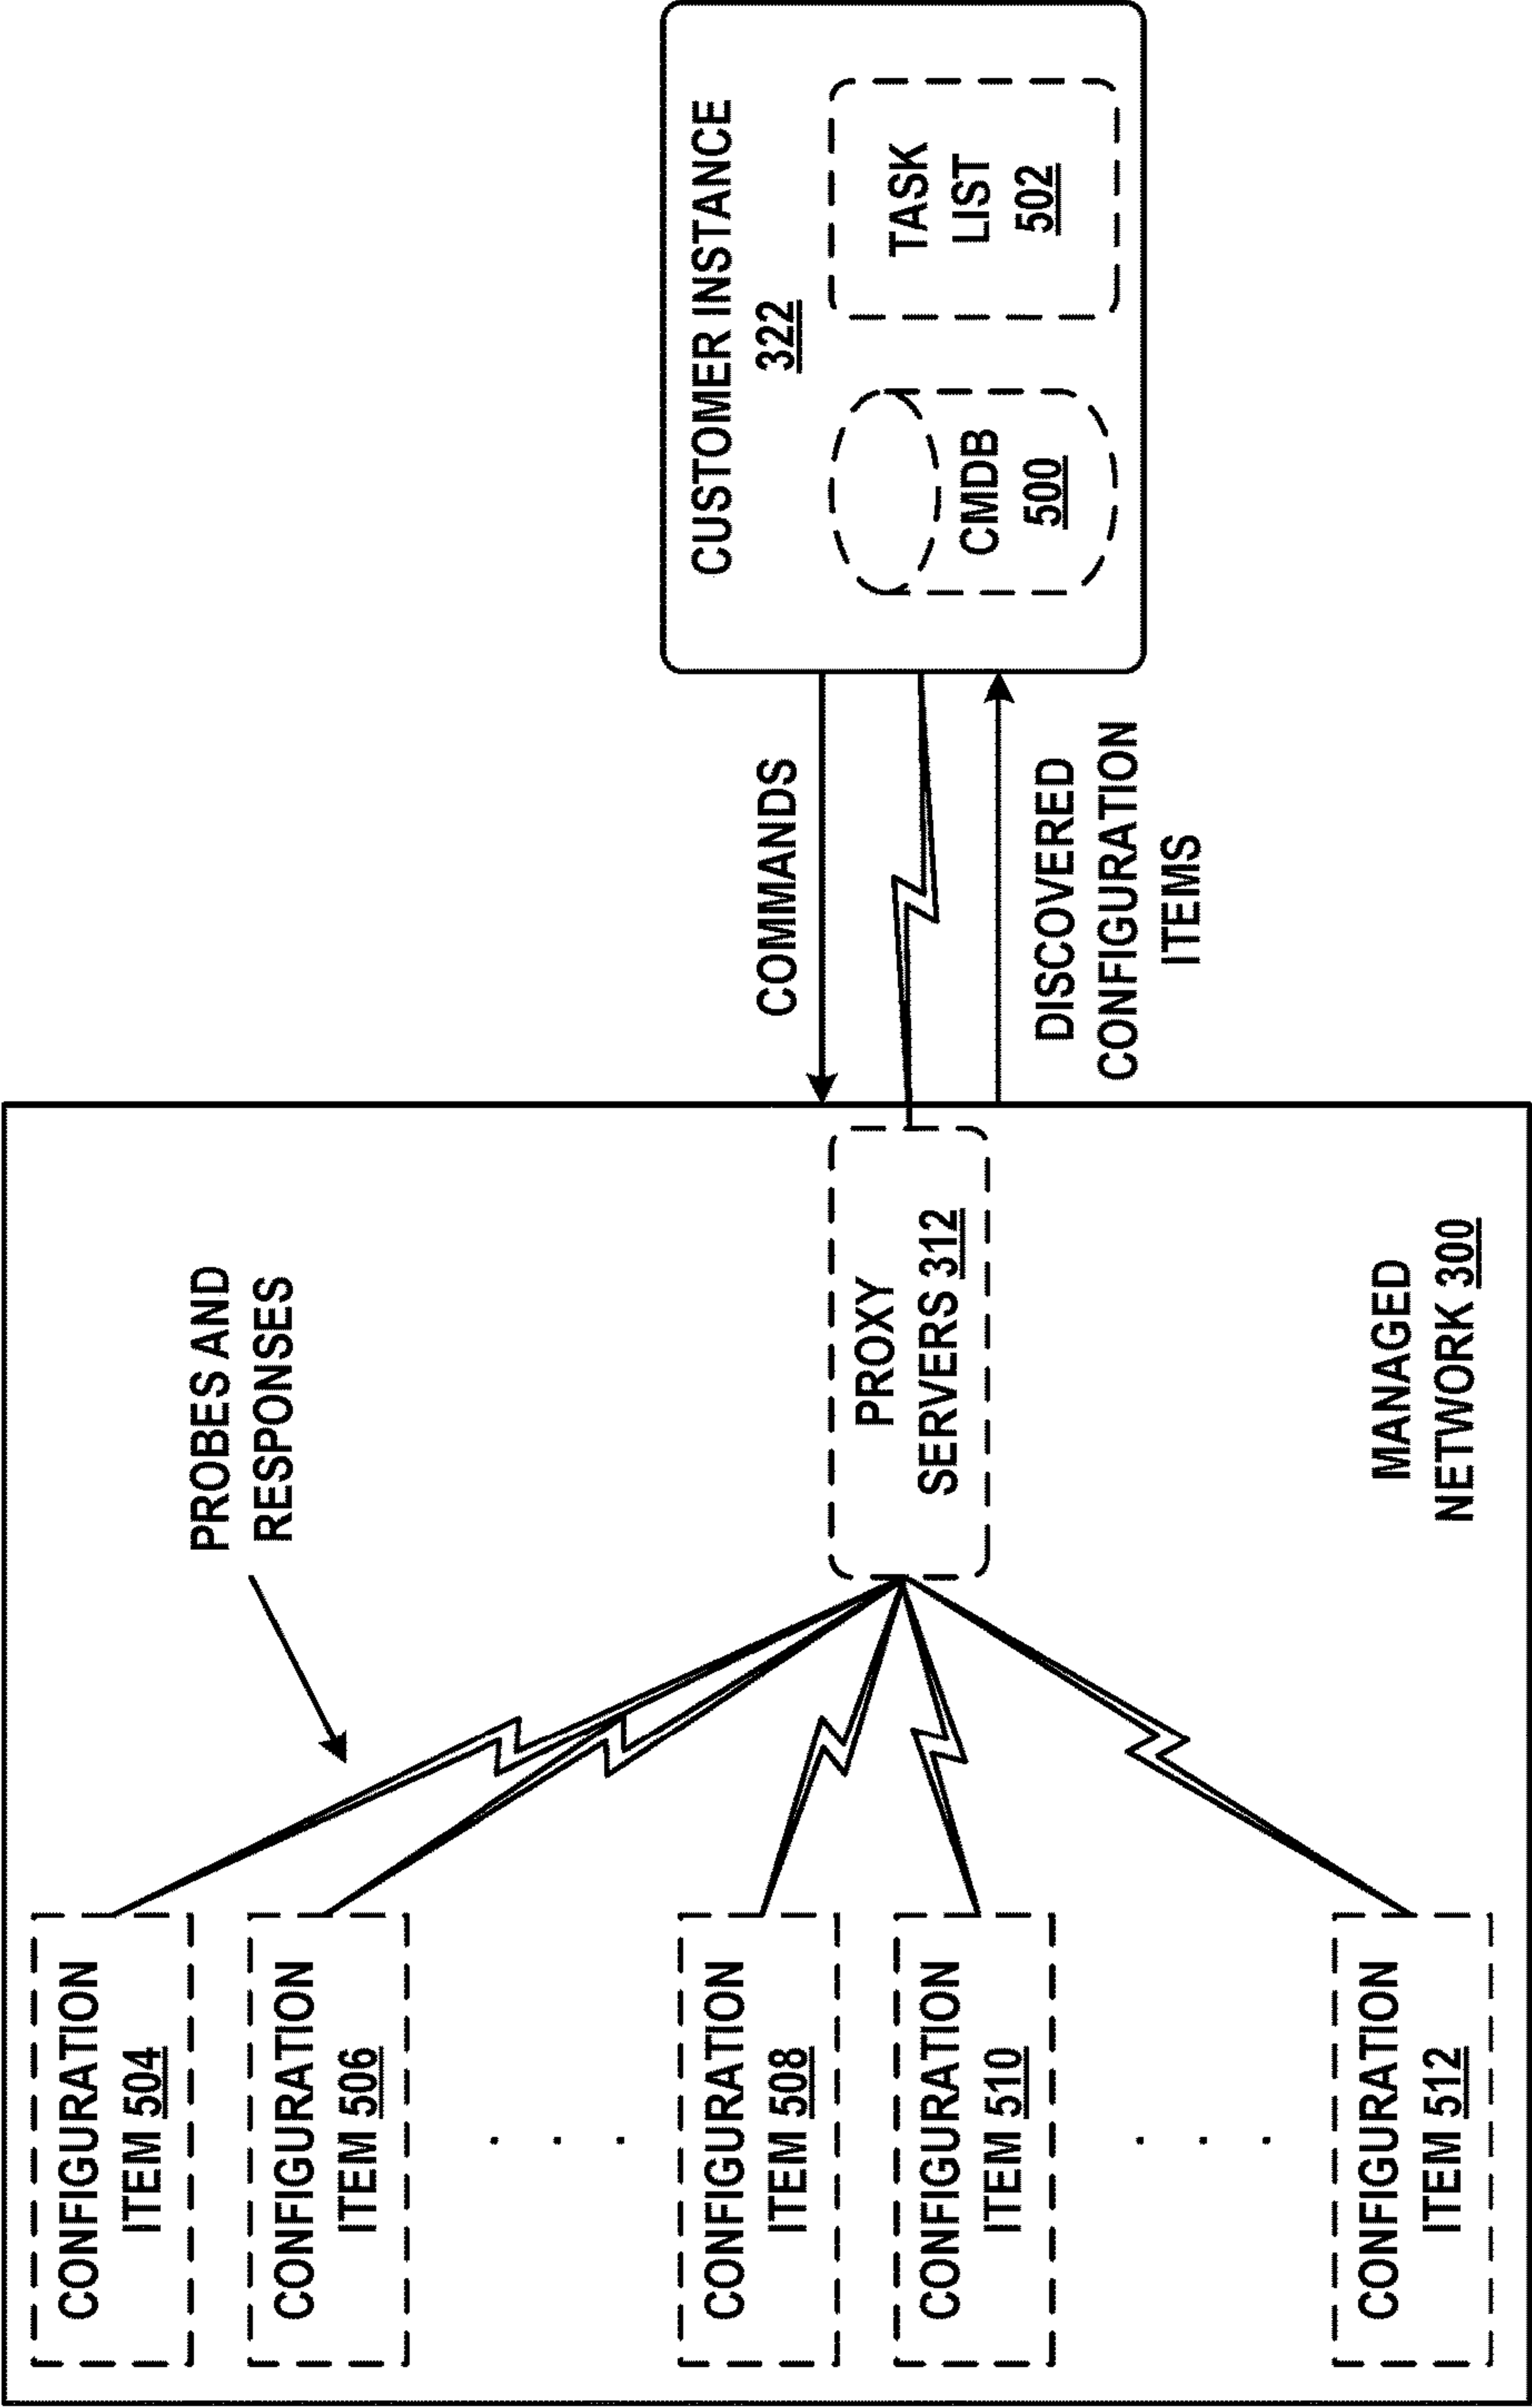 CUSTOMER INSTANCE
322
CMDB
500
TASK
LIST
502
COMMANDS
DISCOVERED
CONFIGURATION
ITEMS
PROBES AND
RESPONSES
PROXY
SERVERS 312
MANAGED
NETWORK 300
CONFIGURATION
ITEM 504
CONFIGURATION
ITEM 506
. . .
CONFIGURATION
ITEM 508
CONFIGURATION
ITEM 510
. . .
CONFIGURATION
ITEM 512